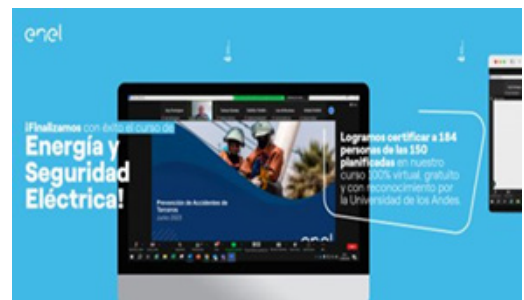 enel
¡Finalizamos con éxito el curso de
Energía y
Seguridad
Eléctrica!
Prevención de Accidentes de
Terceros
Junio 2023
enel
Logramos certificar a 184
personas de las 150
planificadas en nuestro
curso 100% virtual, gratuito
y con reconocimiento por
la Universidad de los Andes.